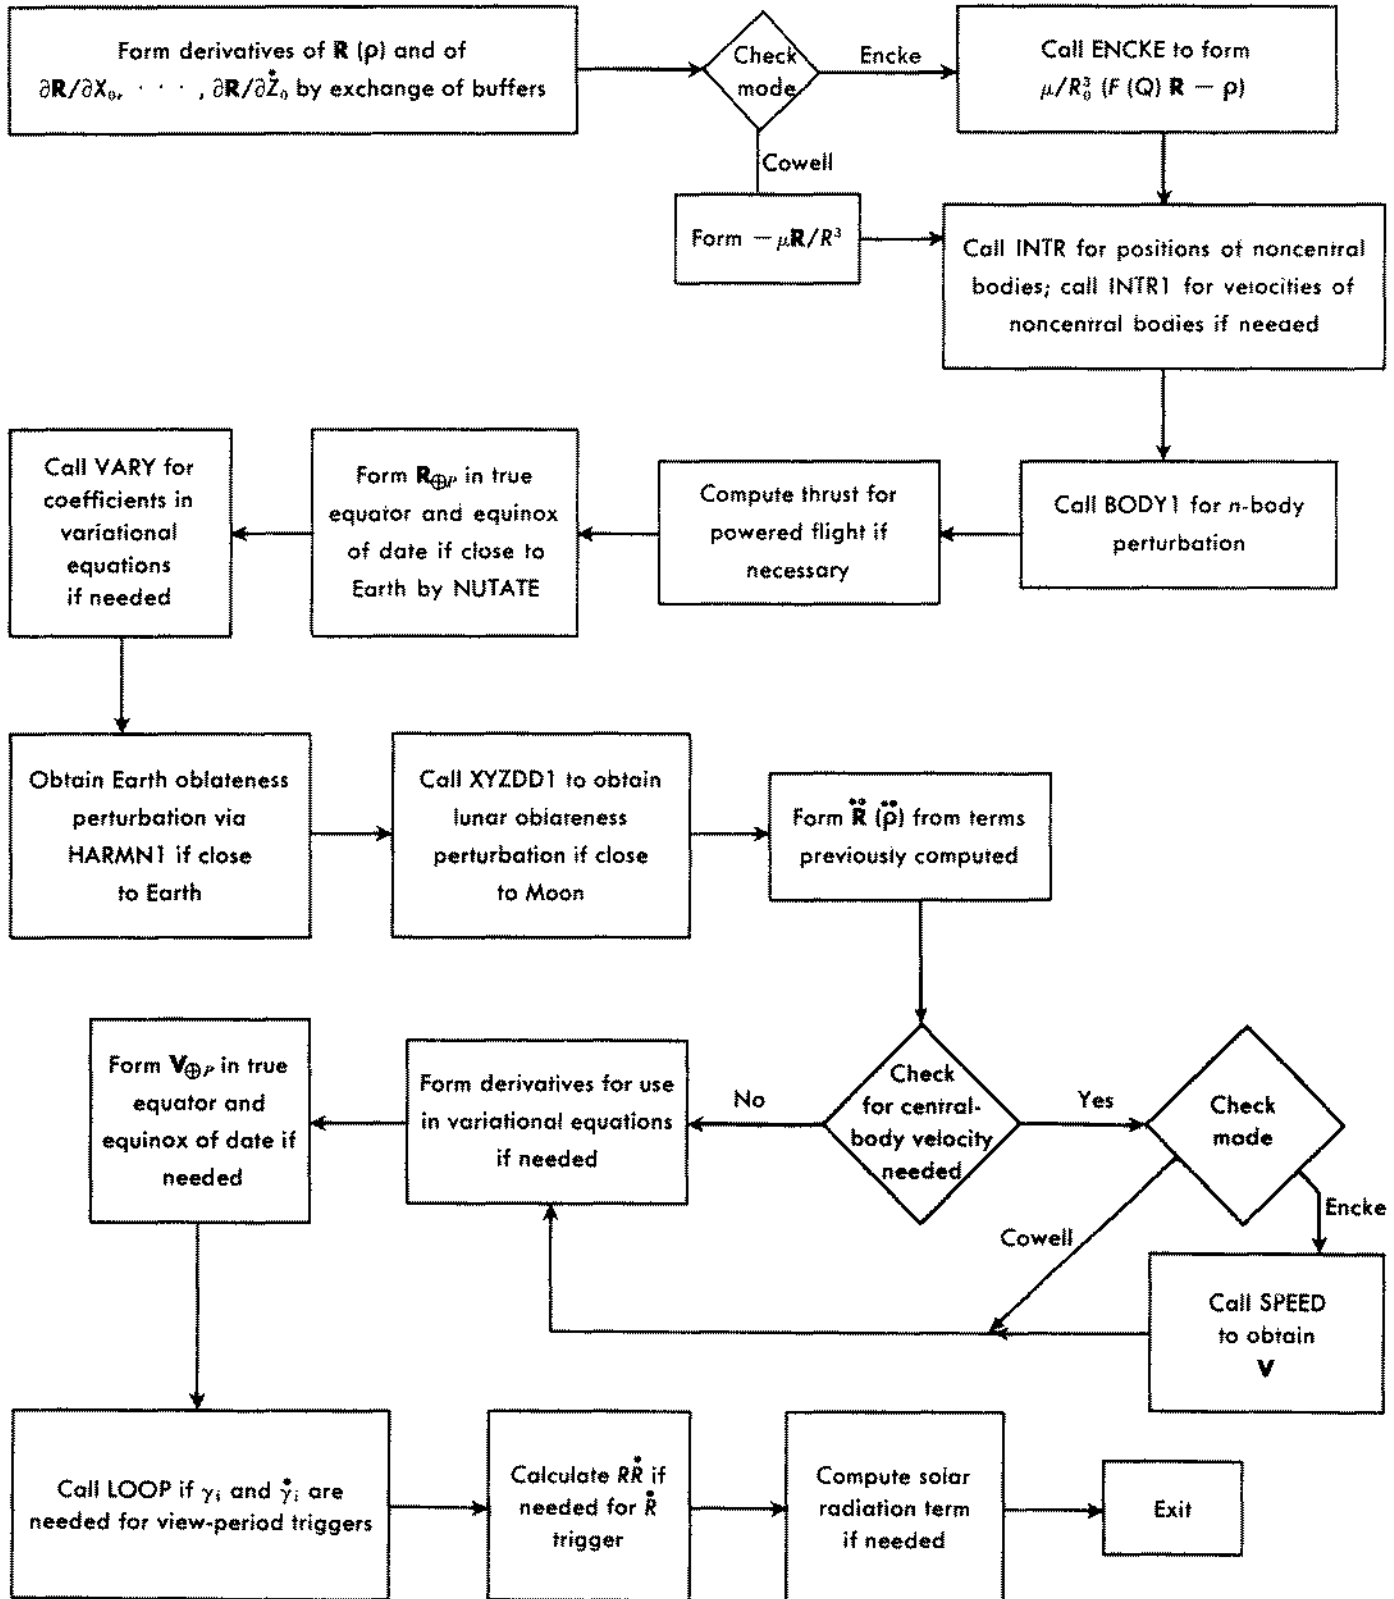 Form derivatives of R (ρ) and of
∂R/∂X₀, · · · , ∂R/∂Ż₀ by exchange of buffers
Check
mode
Encke
Call ENCKE to form
μ/R₀³ (F (Q) R − ρ)
Cowell
Form −μR/R³
Call INTR for positions of noncentral
bodies; call INTR1 for velocities of
noncentral bodies if needed
Call VARY for
coefficients in
variational
equations
if needed
Form R⊕P in true
equator and equinox
of date if close to
Earth by NUTATE
Compute thrust for
powered flight if
necessary
Call BODY1 for n-body
perturbation
Obtain Earth oblateness
perturbation via
HARMN1 if close
to Earth
Call XYZDD1 to obtain
lunar oblateness
perturbation if close
to Moon
Form R̈ (ρ̈) from terms
previously computed
Form V⊕P in true
equator and
equinox of date if
needed
Form derivatives for use
in variational equations
if needed
No
Check
for central-
body velocity
needed
Yes
Check
mode
Cowell
Encke
Call SPEED
to obtain
V
Call LOOP if γᵢ and γ̇ᵢ are
needed for view-period triggers
Calculate RṘ if
needed for Ṙ
trigger
Compute solar
radiation term
if needed
Exit